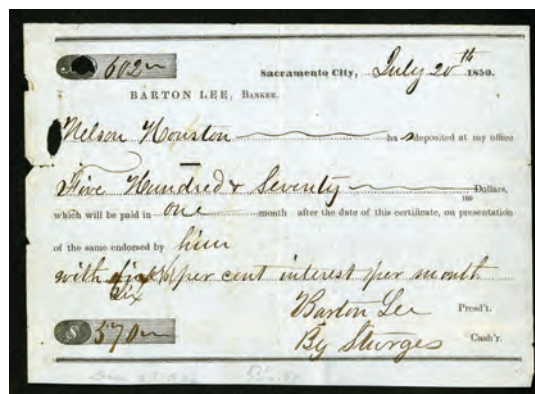 602
Sacramento City, July 20th 1850.
BARTON LEE, Banker.
Nelson Houston has deposited at my office
Five Hundred & Seventy Dollars,
100
which will be paid in one month after the date of this certificate, on presentation
of the same endorsed by him
with per cent interest per month
six
Barton Lee Presd't.
$ 570
By Sturges Cash'r.